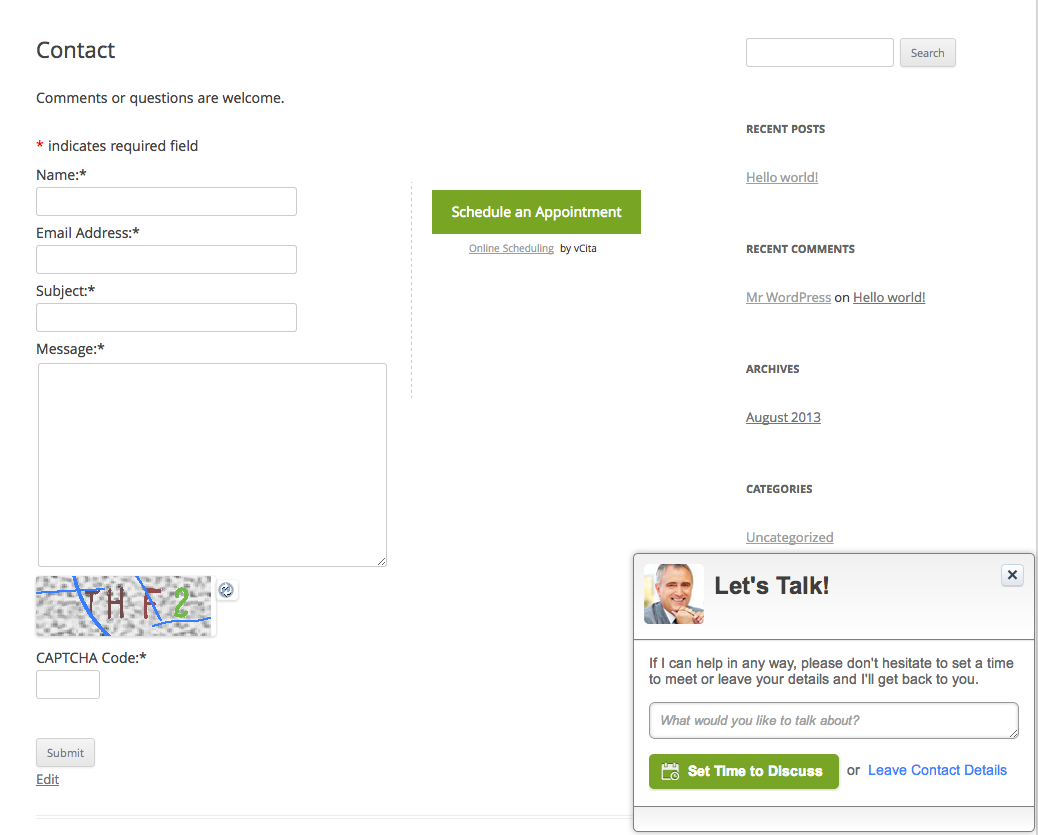 Contact
Comments or questions are welcome.
* indicates required field
Name:*
Email Address:*
Subject:*
Message:*
THF2
CAPTCHA Code:*
Submit
Edit
Schedule an Appointment
Online Scheduling by vCita
Search
RECENT POSTS
Hello world!
RECENT COMMENTS
Mr WordPress on Hello world!
ARCHIVES
August 2013
CATEGORIES
Uncategorized
Let's Talk!
If I can help in any way, please don't hesitate to set a time
to meet or leave your details and I'll get back to you.
What would you like to talk about?
Set Time to Discuss or Leave Contact Details